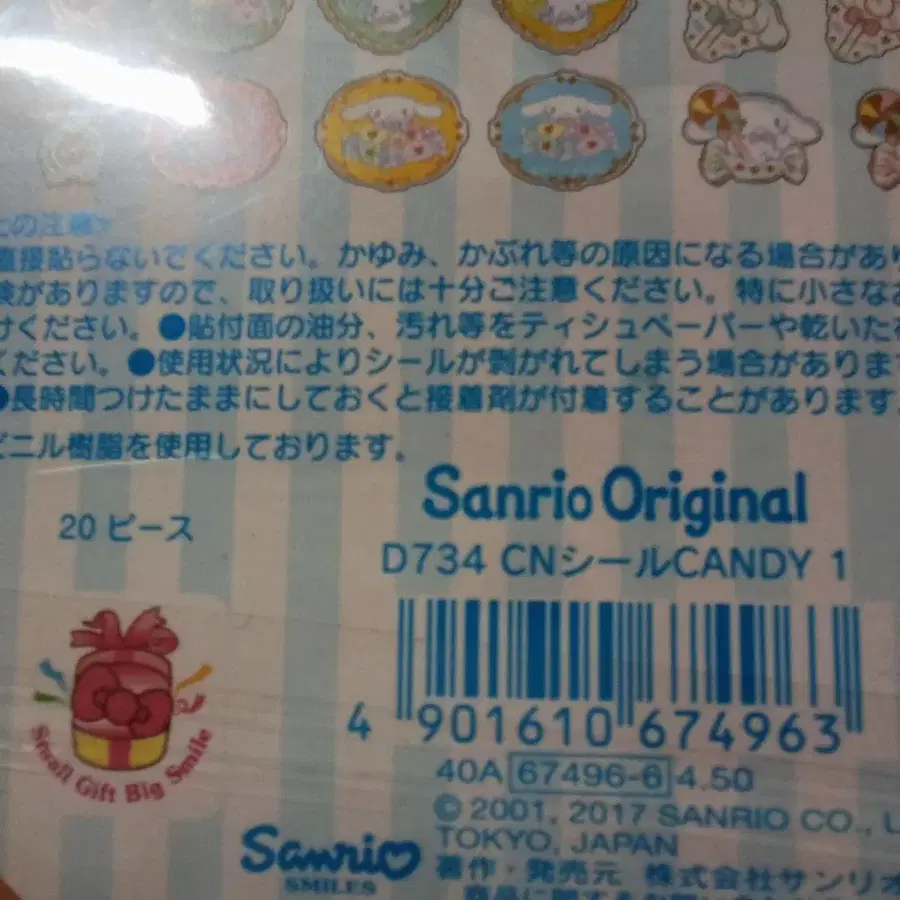 上の注意>
直接貼らないでください。かゆみ、かぶれ等の原因になる場合があり
がありますので、取り扱いには十分ご注意ください。特に小さなお
けください。●貼付面の油分、汚れ等をティシュペーパーや乾いた
ください。●使用状況によりシールが剥がれてしまう場合があります
●長時間つけたままにしておくと接着剤が付着することがあります。
ビニル樹脂を使用しております。
Sanrio Original
20 ピース
D734 CNシールCANDY 1
4 901610 674963
Small Gift Big Smile
40A 67496-6 4.50
© 2001, 2017 SANRIO CO., L
TOKYO, JAPAN
Sanrio
SMILES
著作・発売元 株式会社サンリオ